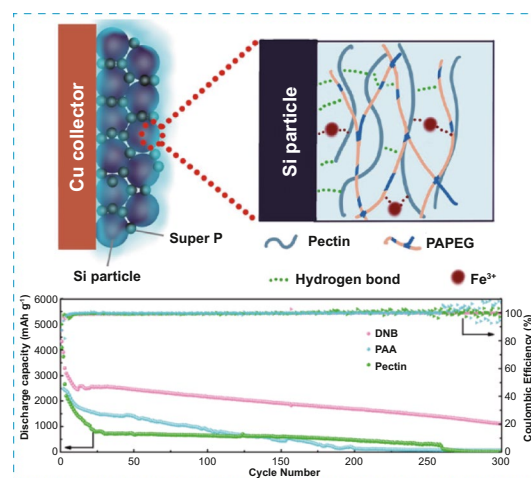 Cu collector
Si particle
Super P
Si particle
Pectin
PAPEG
Hydrogen bond
Fe³⁺
Discharge capacity (mAh g⁻¹)
6000
5000
4000
3000
2000
1000
0
DNB
PAA
Pectin
100
80
60
40
20
0
Coulombic Efficiency (%)
0 50 100 150 200 250 300
Cycle Number